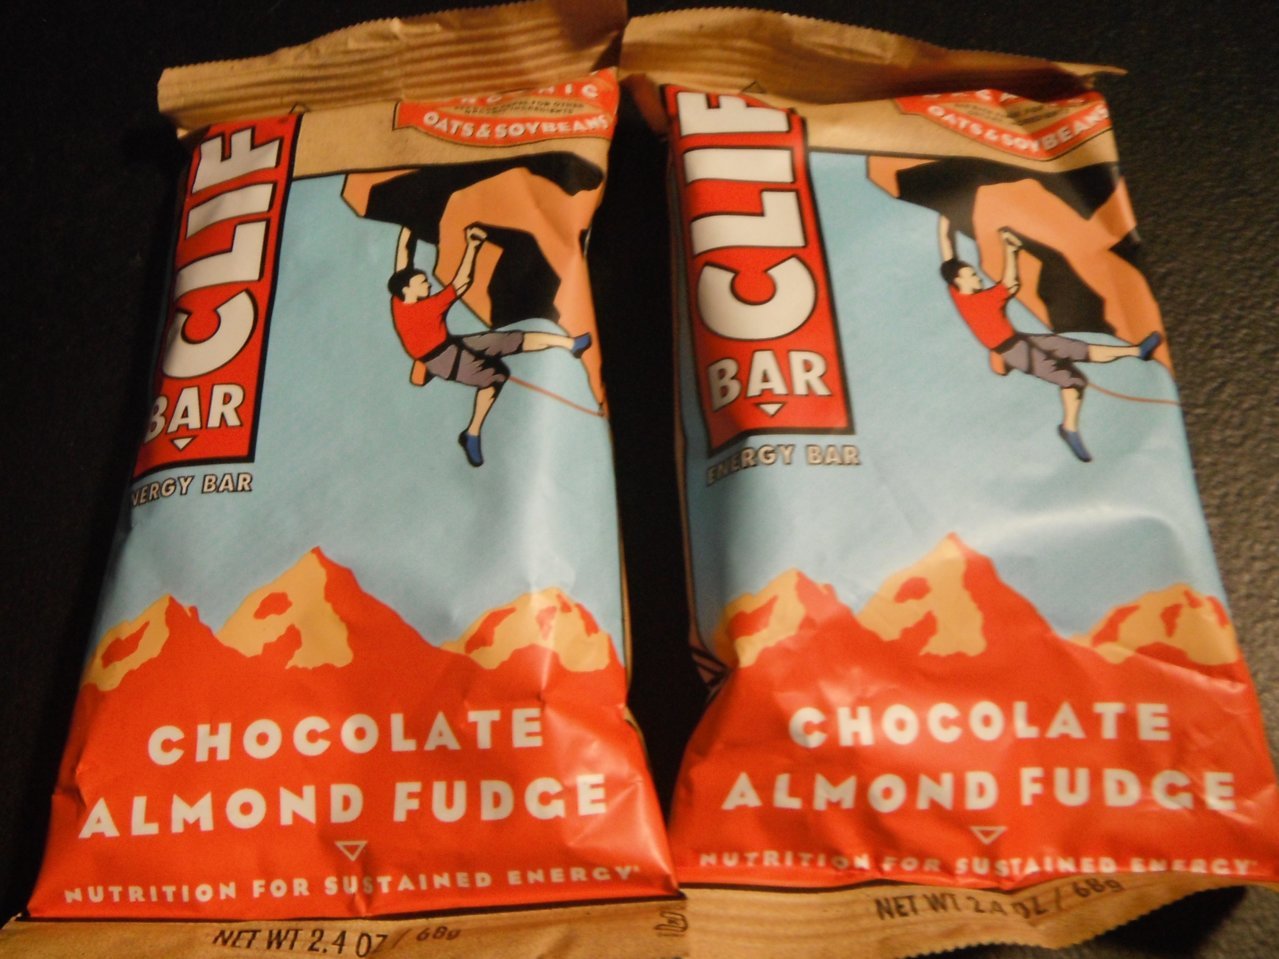 ORGANIC
OATS & SOYBEANS
CLIF
BAR
ENERGY BAR
CHOCOLATE
ALMOND FUDGE
NUTRITION FOR SUSTAINED ENERGY
NET WT 2.4 OZ / 68g
OATS & SOYBEANS
CLIF
BAR
ENERGY BAR
CHOCOLATE
ALMOND FUDGE
NUTRITION FOR SUSTAINED ENERGY
NET WT 2.4 OZ / 68g